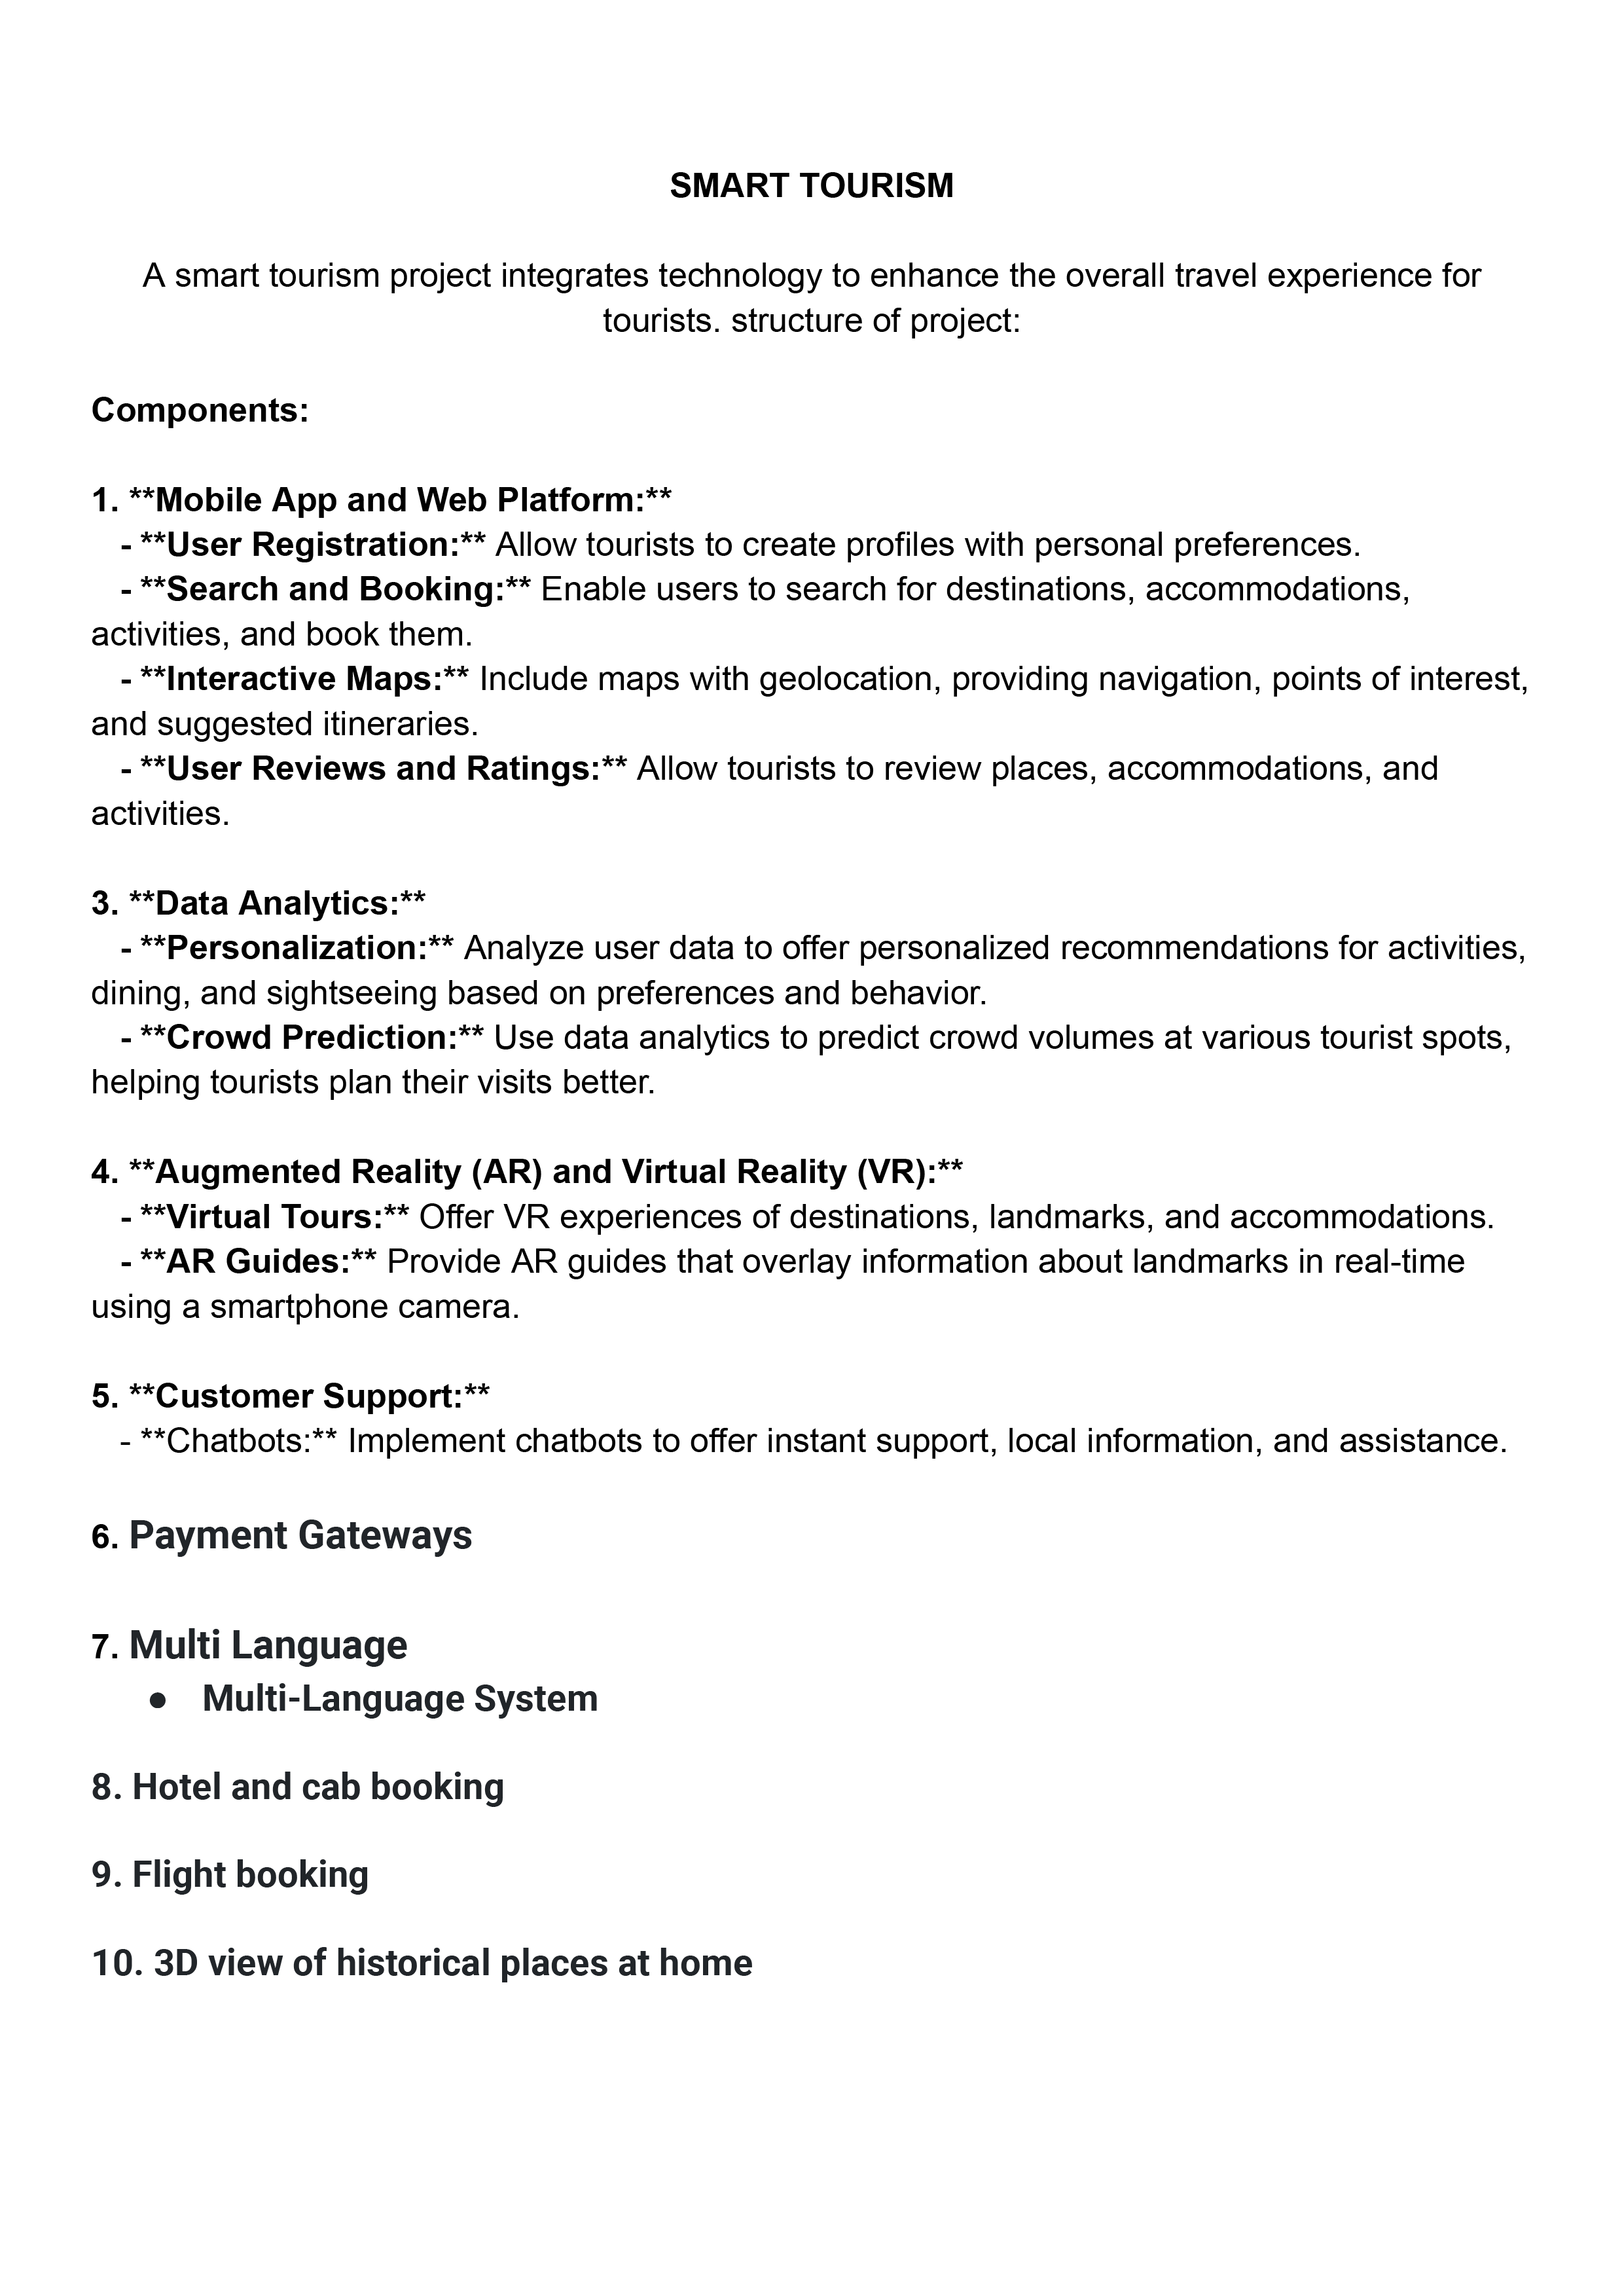 SMART TOURISM
A smart tourism project integrates technology to enhance the overall travel experience for
tourists. structure of project:
Components:
1. **Mobile App and Web Platform:**
- **User Registration:** Allow tourists to create profiles with personal preferences.
- **Search and Booking:** Enable users to search for destinations, accommodations,
activities, and book them.
- **Interactive Maps:** Include maps with geolocation, providing navigation, points of interest,
and suggested itineraries.
- **User Reviews and Ratings:** Allow tourists to review places, accommodations, and
activities.
3. **Data Analytics:**
- **Personalization:** Analyze user data to offer personalized recommendations for activities,
dining, and sightseeing based on preferences and behavior.
- **Crowd Prediction:** Use data analytics to predict crowd volumes at various tourist spots,
helping tourists plan their visits better.
4. **Augmented Reality (AR) and Virtual Reality (VR):**
- **Virtual Tours:** Offer VR experiences of destinations, landmarks, and accommodations.
- **AR Guides:** Provide AR guides that overlay information about landmarks in real-time
using a smartphone camera.
5. **Customer Support:**
- **Chatbots:** Implement chatbots to offer instant support, local information, and assistance.
6. Payment Gateways
7. Multi Language
● Multi-Language System
8. Hotel and cab booking
9. Flight booking
10. 3D view of historical places at home